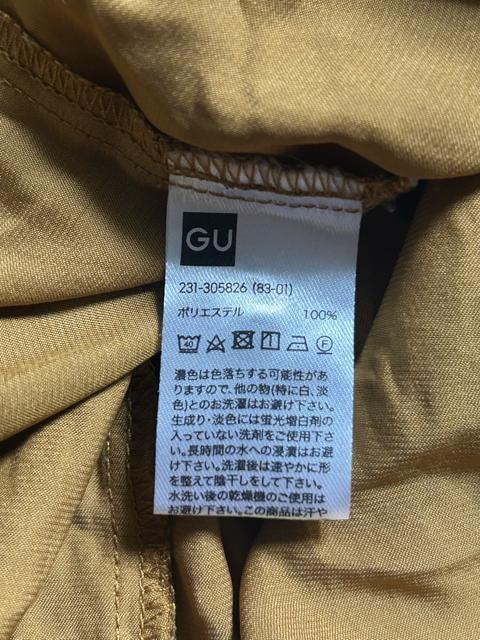 GU
231-305826 (83-01)
ポリエステル 100%
40
F
濃色は色落ちする可能性があ
りますので、他の物(特に白、淡
色)とのお洗濯はお避け下さい。
生成り・淡色には蛍光増白剤の
入っていない洗剤をご使用下さ
い。長時間の水への浸漬はお避
け下さい。洗濯後は速やかに形
を整えて陰干しをして下さい。
水洗い後の乾燥機のご使用は
お避け下さい。この商品は汗や